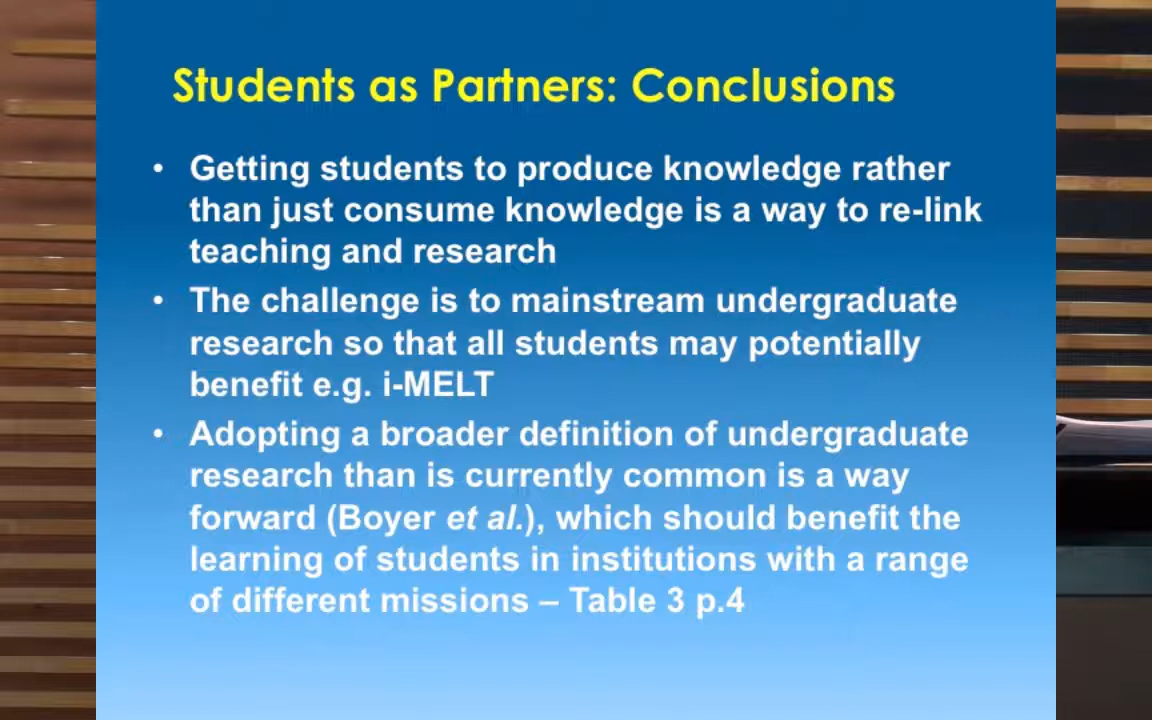 Students as Partners: Conclusions
• Getting students to produce knowledge rather
than just consume knowledge is a way to re-link
teaching and research
• The challenge is to mainstream undergraduate
research so that all students may potentially
benefit e.g. i-MELT
• Adopting a broader definition of undergraduate
research than is currently common is a way
forward (Boyer et al.), which should benefit the
learning of students in institutions with a range
of different missions – Table 3 p.4